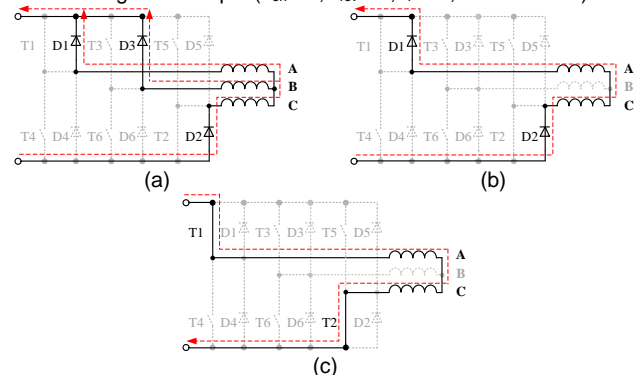 T1 D1 T3 D3 T5 D5
A
B
C
T4 D4 T6 D6 T2 D2
(a)
T1 D1 T3 D3 T5 D5
A
B
C
T4 D4 T6 D6 T2 D2
(b)
T1 D1 T3 D3 T5 D5
A
B
C
T4 D4 T6 D6 T2 D2
(c)